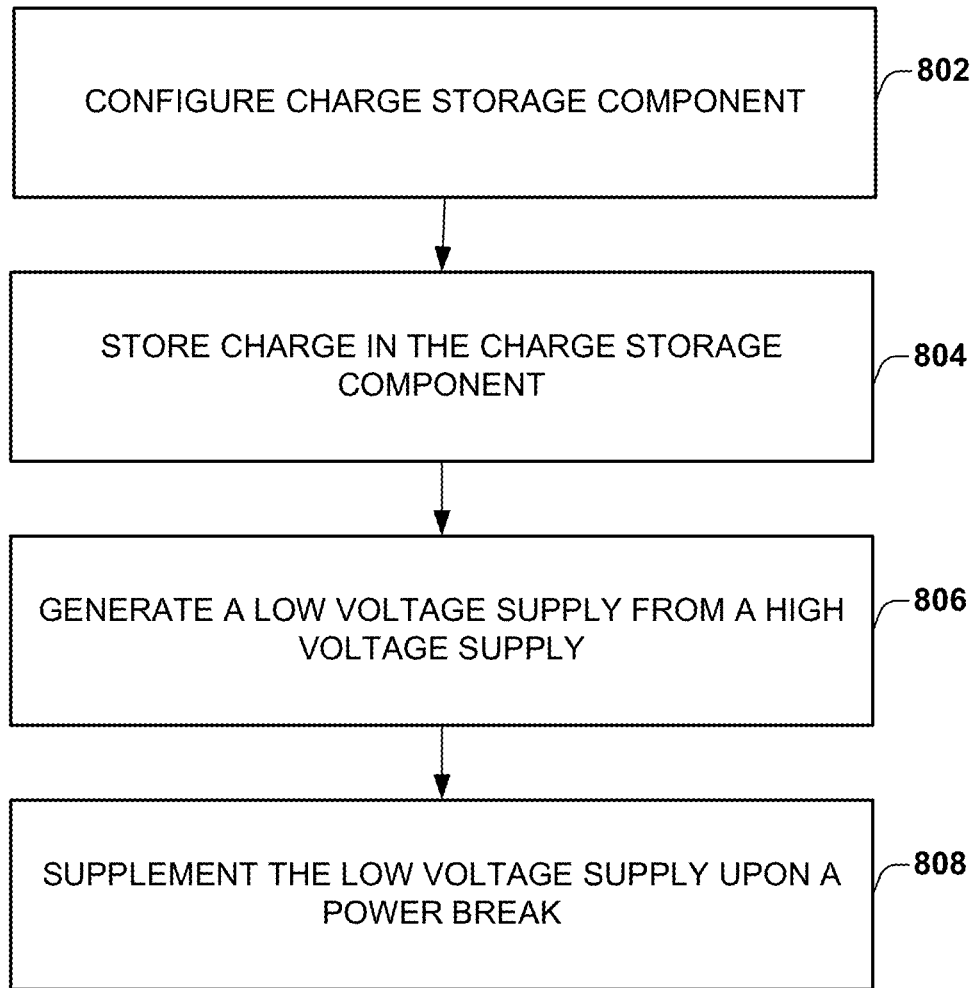 CONFIGURE CHARGE STORAGE COMPONENT
802
STORE CHARGE IN THE CHARGE STORAGE
COMPONENT
804
GENERATE A LOW VOLTAGE SUPPLY FROM A HIGH
VOLTAGE SUPPLY
806
SUPPLEMENT THE LOW VOLTAGE SUPPLY UPON A
POWER BREAK
808